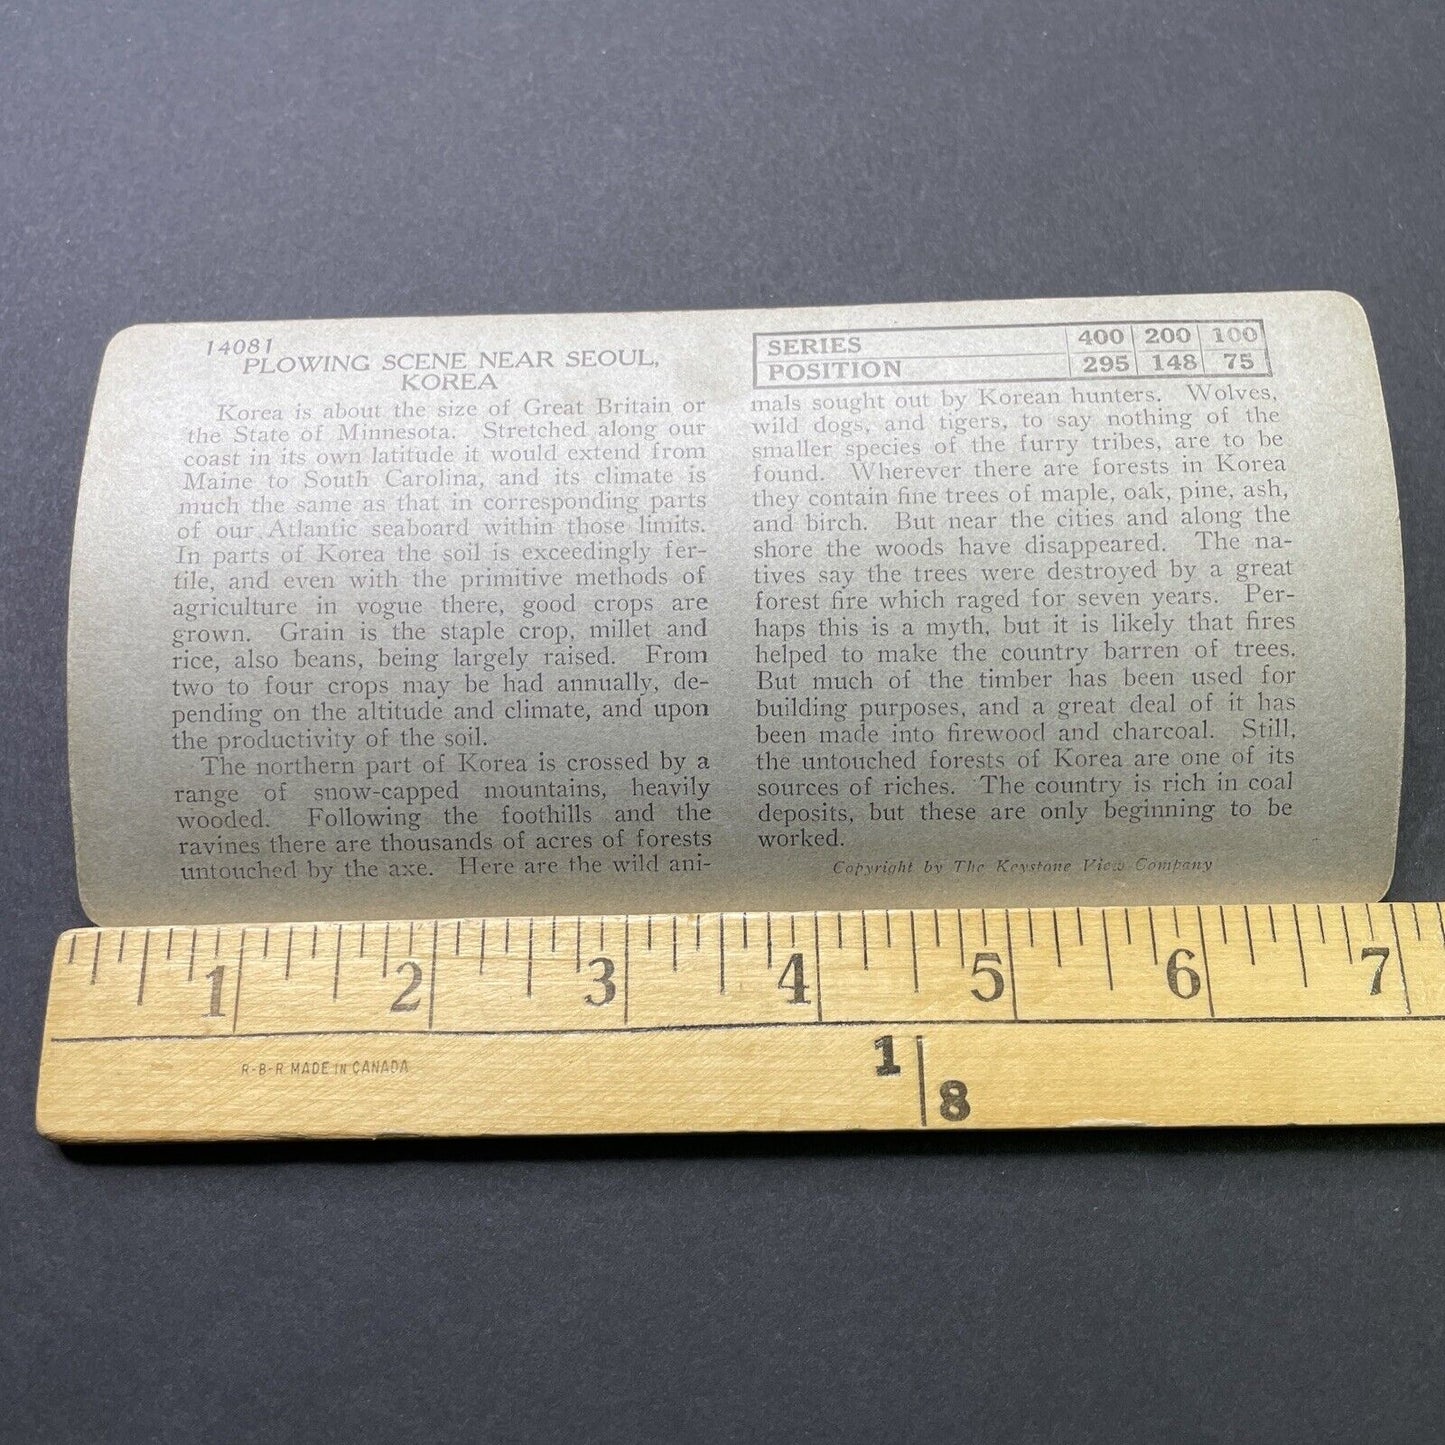 14081
PLOWING SCENE NEAR SEOUL,
KOREA
Korea is about the size of Great Britain or
the State of Minnesota. Stretched along our
coast in its own latitude it would extend from
Maine to South Carolina, and its climate is
much the same as that in corresponding parts
of our Atlantic seaboard within those limits.
In parts of Korea the soil is exceedingly fer-
tile, and even with the primitive methods of
agriculture in vogue there, good crops are
grown. Grain is the staple crop, millet and
rice, also beans, being largely raised. From
two to four crops may be had annually, de-
pending on the altitude and climate, and upon
the productivity of the soil.
The northern part of Korea is crossed by a
range of snow-capped mountains, heavily
wooded. Following the foothills and the
ravines there are thousands of acres of forests
untouched by the axe. Here are the wild ani-
SERIES 400 200 100
POSITION 295 148 75
mals sought out by Korean hunters. Wolves,
wild dogs, and tigers, to say nothing of the
smaller species of the furry tribes, are to be
found. Wherever there are forests in Korea
they contain fine trees of maple, oak, pine, ash,
and birch. But near the cities and along the
shore the woods have disappeared. The na-
tives say the trees were destroyed by a great
forest fire which raged for seven years. Per-
haps this is a myth, but it is likely that fires
helped to make the country barren of trees.
But much of the timber has been used for
building purposes, and a great deal of it has
been made into firewood and charcoal. Still,
the untouched forests of Korea are one of its
sources of riches. The country is rich in coal
deposits, but these are only beginning to be
worked.
Copyright by The Keystone View Company
1 2 3 4 5 6 7
R-B-R MADE IN CANADA
1 8